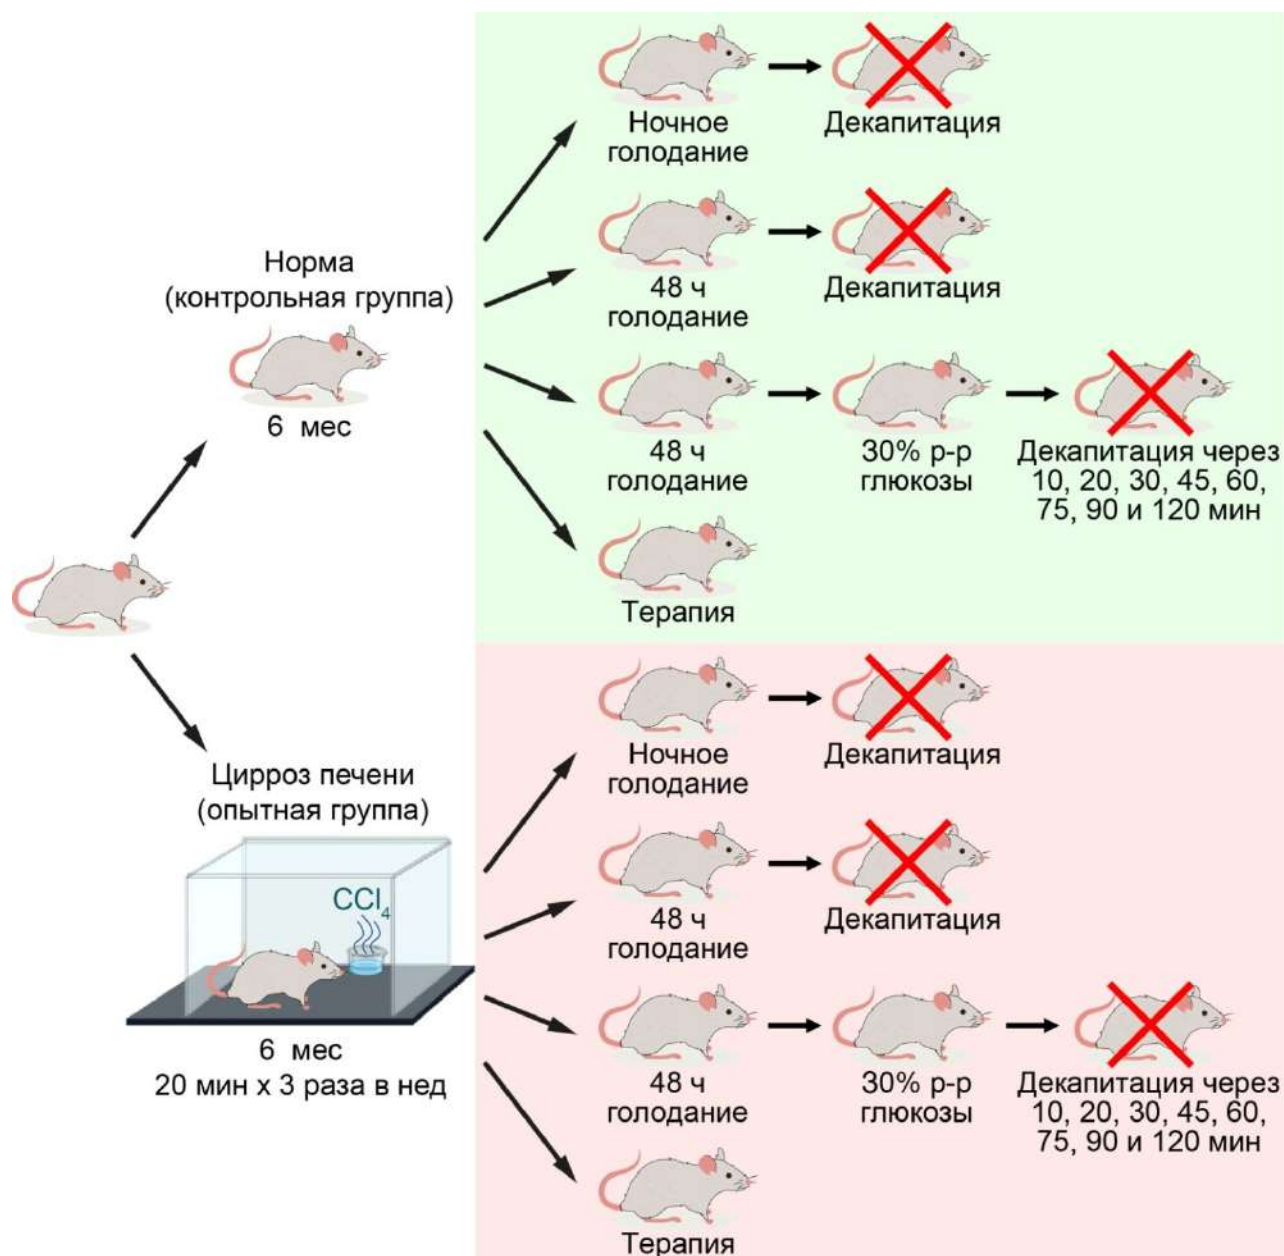 Ночное
голодание
Декапитация
48 ч
голодание
Декапитация
Норма
(контрольная группа)
6 мес
48 ч
голодание
30% р-р
глюкозы
Декапитация через
10, 20, 30, 45, 60,
75, 90 и 120 мин
Терапия
Цирроз печени
(опытная группа)
CCl4
6 мес
20 мин x 3 раза в нед
Ночное
голодание
Декапитация
48 ч
голодание
Декапитация
48 ч
голодание
30% р-р
глюкозы
Декапитация через
10, 20, 30, 45, 60,
75, 90 и 120 мин
Терапия